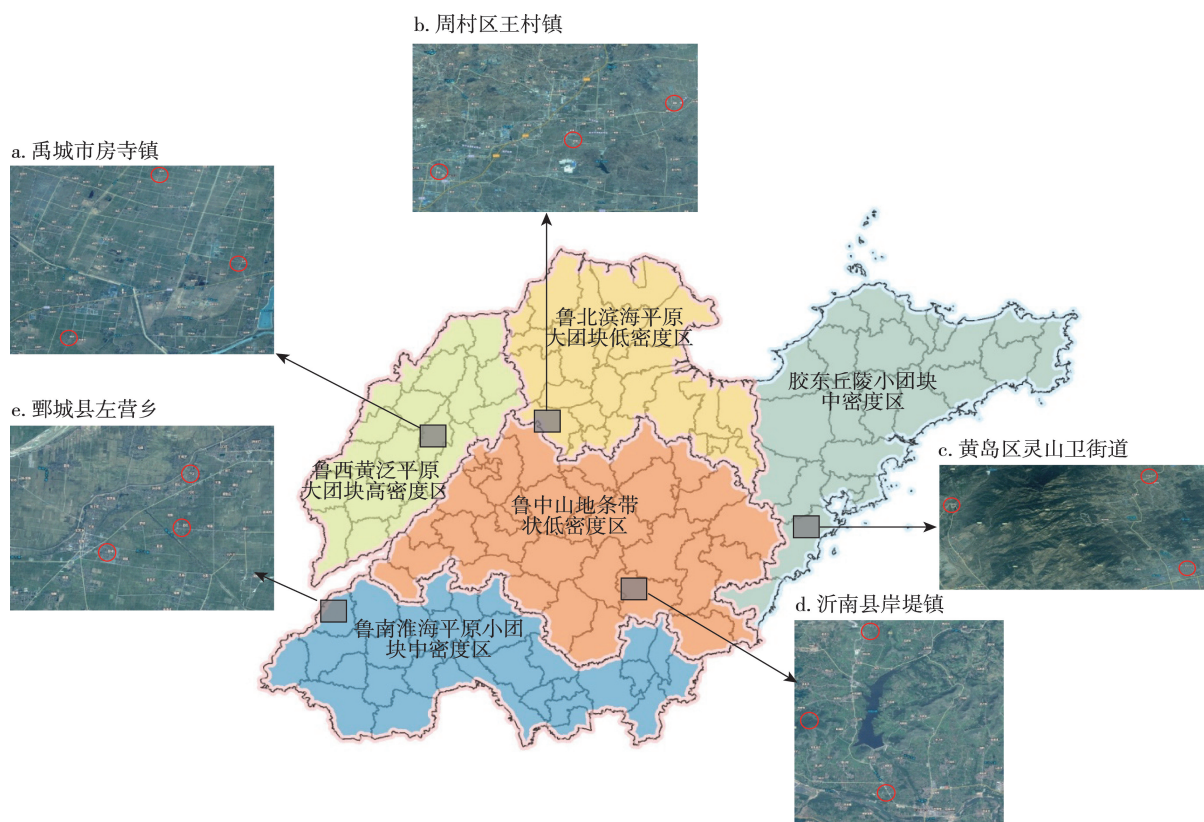 b. 周村区王村镇
a. 禹城市房寺镇
鲁北滨海平原
大团块低密度区
胶东丘陵小团块
中密度区
e. 鄄城县左营乡
鲁西黄泛平原
大团块高密度区
c. 黄岛区灵山卫街道
鲁中山地条带
状低密度区
d. 沂南县岸堤镇
鲁南淮海平原小团
块中密度区